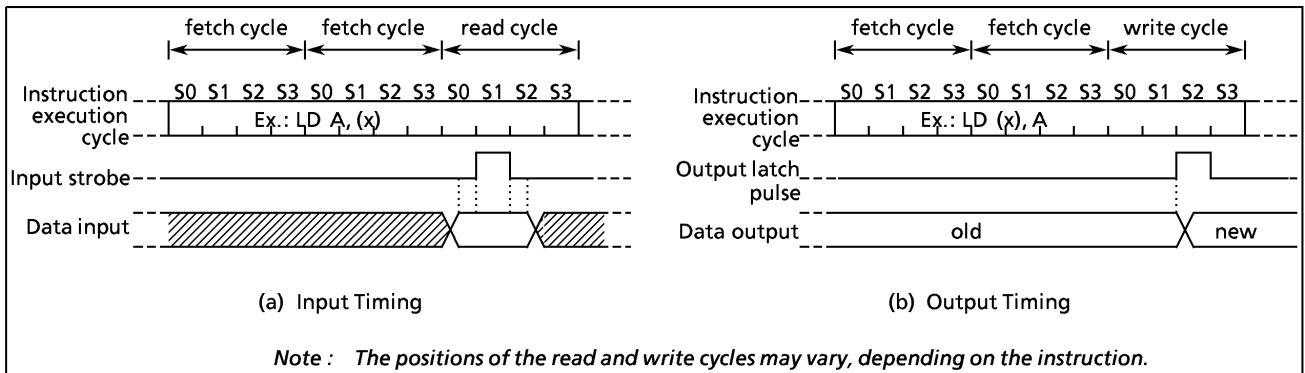 fetch cycle fetch cycle read cycle
S0 S1 S2 S3 S0 S1 S2 S3 S0 S1 S2 S3
Instruction
execution
cycle
Ex.: LD A, (x)
Input strobe
Data input
(a) Input Timing
fetch cycle fetch cycle write cycle
S0 S1 S2 S3 S0 S1 S2 S3 S0 S1 S2 S3
Instruction
execution
cycle
Ex.: LD (x), A
Output latch
pulse
Data output
old
new
(b) Output Timing
Note : The positions of the read and write cycles may vary, depending on the instruction.